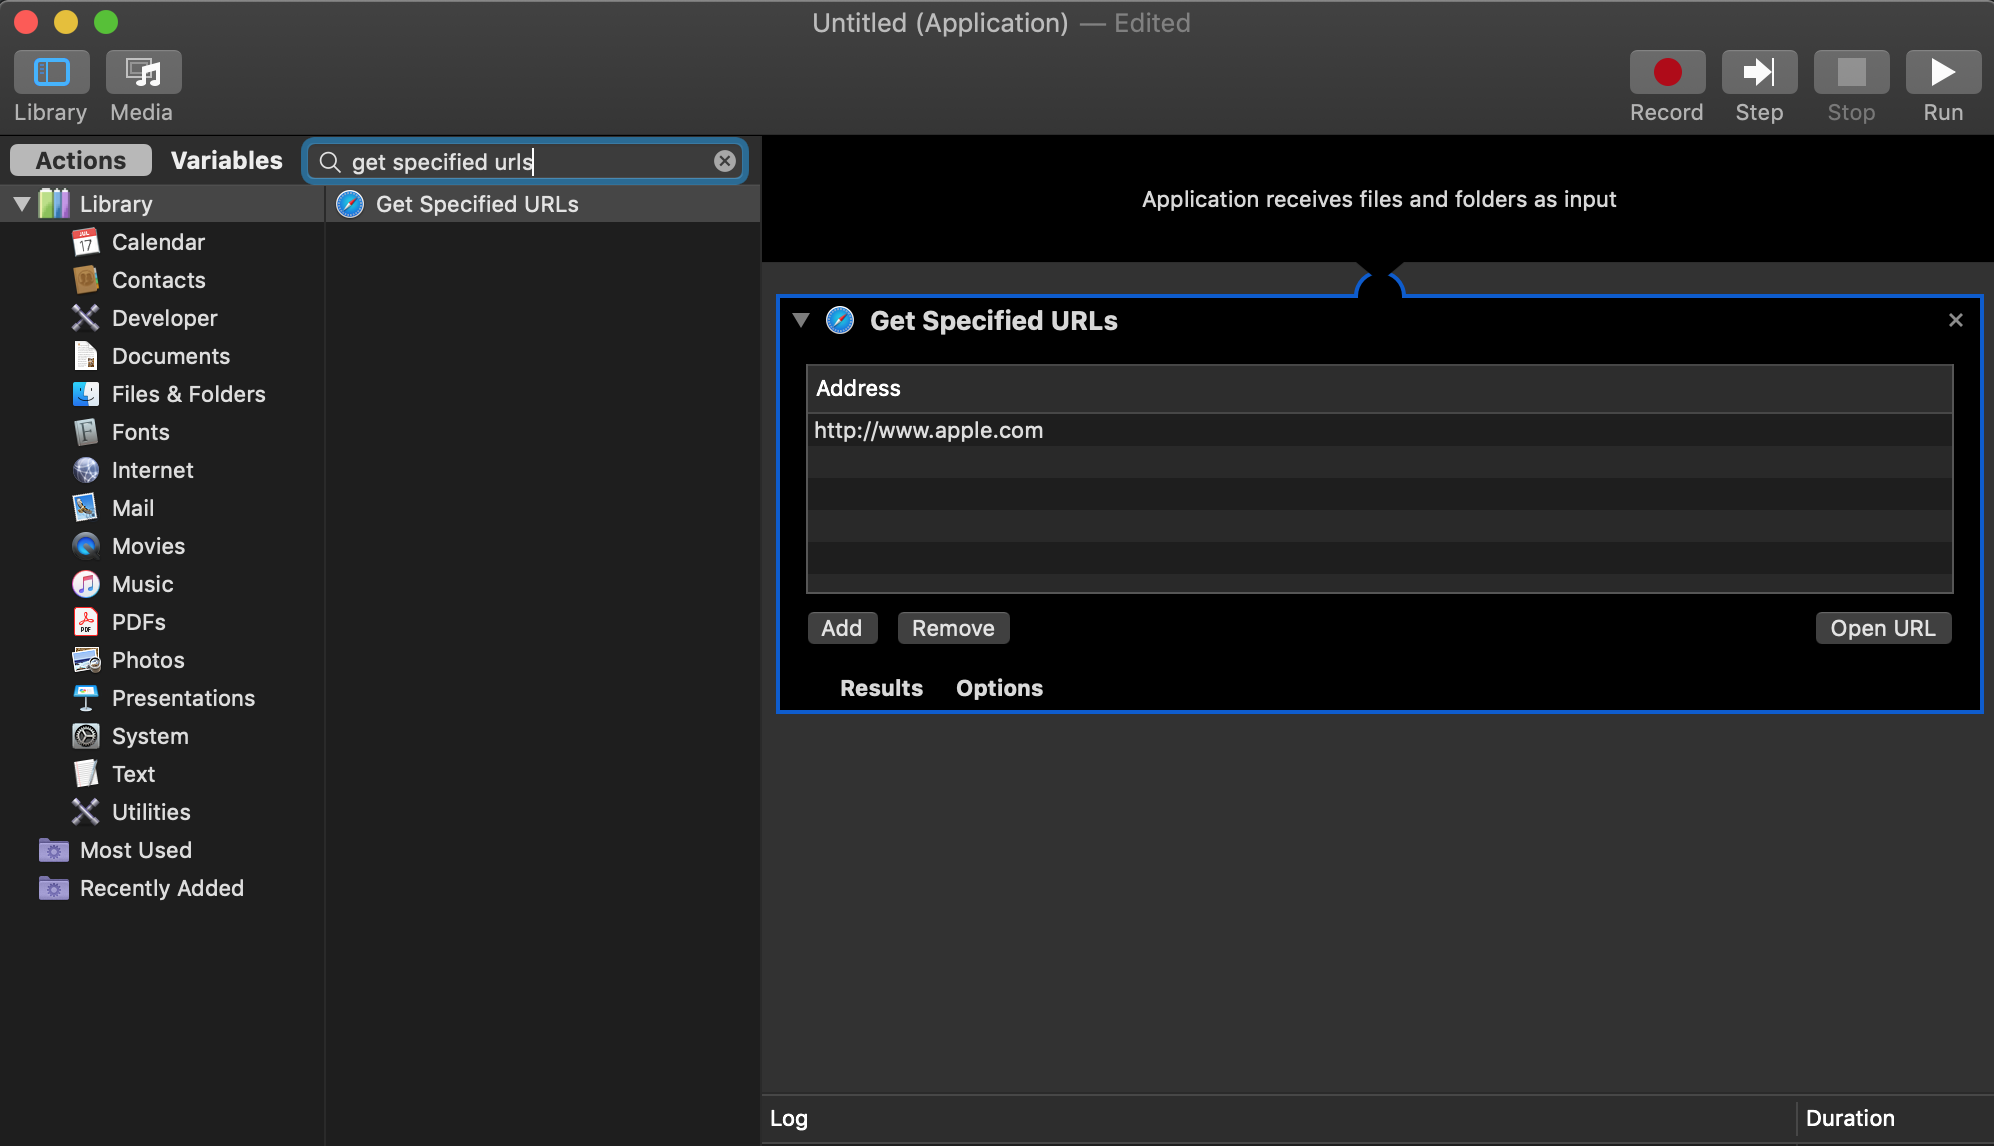 Untitled (Application) — Edited
Library
Media
Record
Step
Stop
Run
Actions
Variables
get specified urls
Library
JUL
17
Calendar
Contacts
Developer
Documents
Files & Folders
F
Fonts
Internet
Mail
Movies
Music
PDF
PDFs
Photos
Presentations
System
Text
Utilities
Most Used
Recently Added
Get Specified URLs
Application receives files and folders as input
Get Specified URLs
Address
http://www.apple.com
Add
Remove
Open URL
Results
Options
Log
Duration